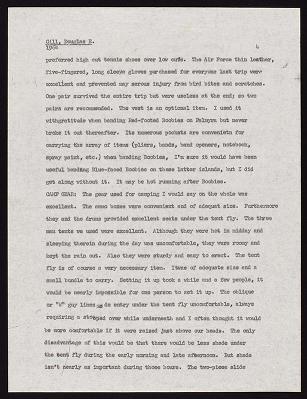 Gill, Douglas E.
1964 4
preferred high cut tennis shoes over low cuts. The Air Force thin leather,
five-fingered, long sleeve gloves purchased for everyone last trip were
excellent and prevented any serous injury from bird bites and scratches.
One pair survived the entire trip but were useless at the end; so two
pairs are recommended. The vest is an optional item. I used it
withgratitude when banding Red-footed Boobies on Palmyra but never
broke it out thereafter. Its numerous pockets are convenietn for
carrying the array of items (pliers, bands, band openers, notebooks,
spray paint, etc.) when banding Boobies, I'm sure it would have been
useful banding Blue-faced Boobies on these latter islands, but I did
get along without it. It may be hot running after Boobies.
CAMP GEAR: The gear used for camping I would say on the whole was
excellent. The camo boxes were convenient and of adequat size. Furthermore
they and the drums provided excellent seats under the tent fly. The three
man tents we used were excellent. Although they were hot in midday and
sleeping therein during the day was uncomfortable, they were roomy and
kept the rain out. Also they were sturdy and easy to erect. The tent
fly is of course a very necessary item. Itwas of adequate size and a
small bundle to carry. Setting it up took a while and a few people, it
would be nearly impossible for one person to set it up. The oblique
or "V" guy lines made entry under the tent fly uncomfortable, always
requiring a stooped over while underneath and I often thought it would
be more comfortable if it were raised just above our heads. The only
disadvantage of this would be that there would be less shade under
the tent fly during the early morning and late afternoon. But shade
isn't nearly as important during those hours. The two-piece slide